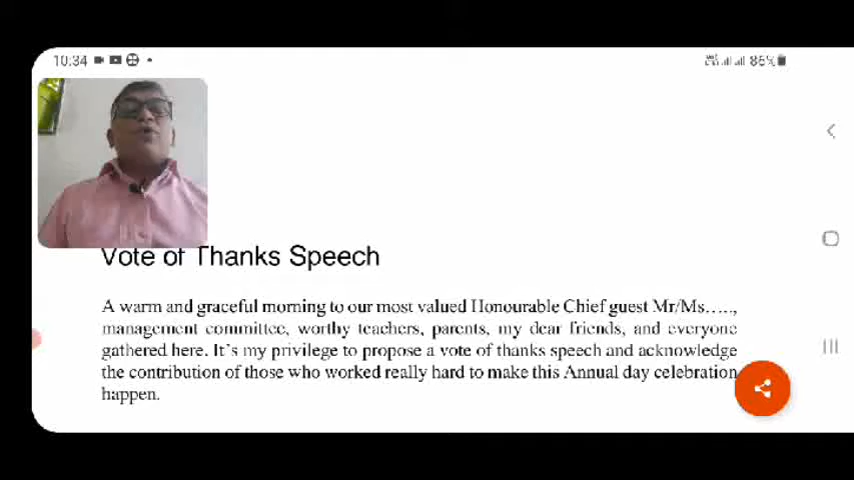 10:34
86%
Vote of Thanks Speech
A warm and graceful morning to our most valued Honourable Chief guest Mr/Ms.....,
management committee, worthy teachers, parents, my dear friends, and everyone
gathered here. It's my privilege to propose a vote of thanks speech and acknowledge
the contribution of those who worked really hard to make this Annual day celebration
happen.